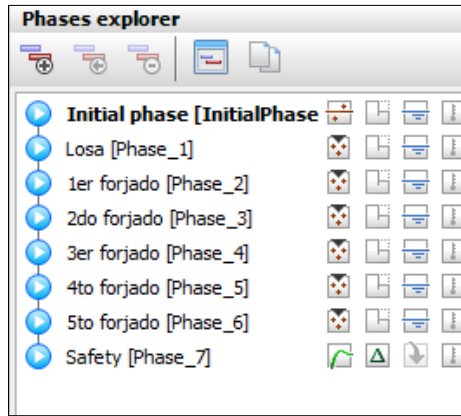 Phases explorer
Initial phase [InitialPhase
Losa [Phase_1]
1er forjado [Phase_2]
2do forjado [Phase_3]
3er forjado [Phase_4]
4to forjado [Phase_5]
5to forjado [Phase_6]
Safety [Phase_7]